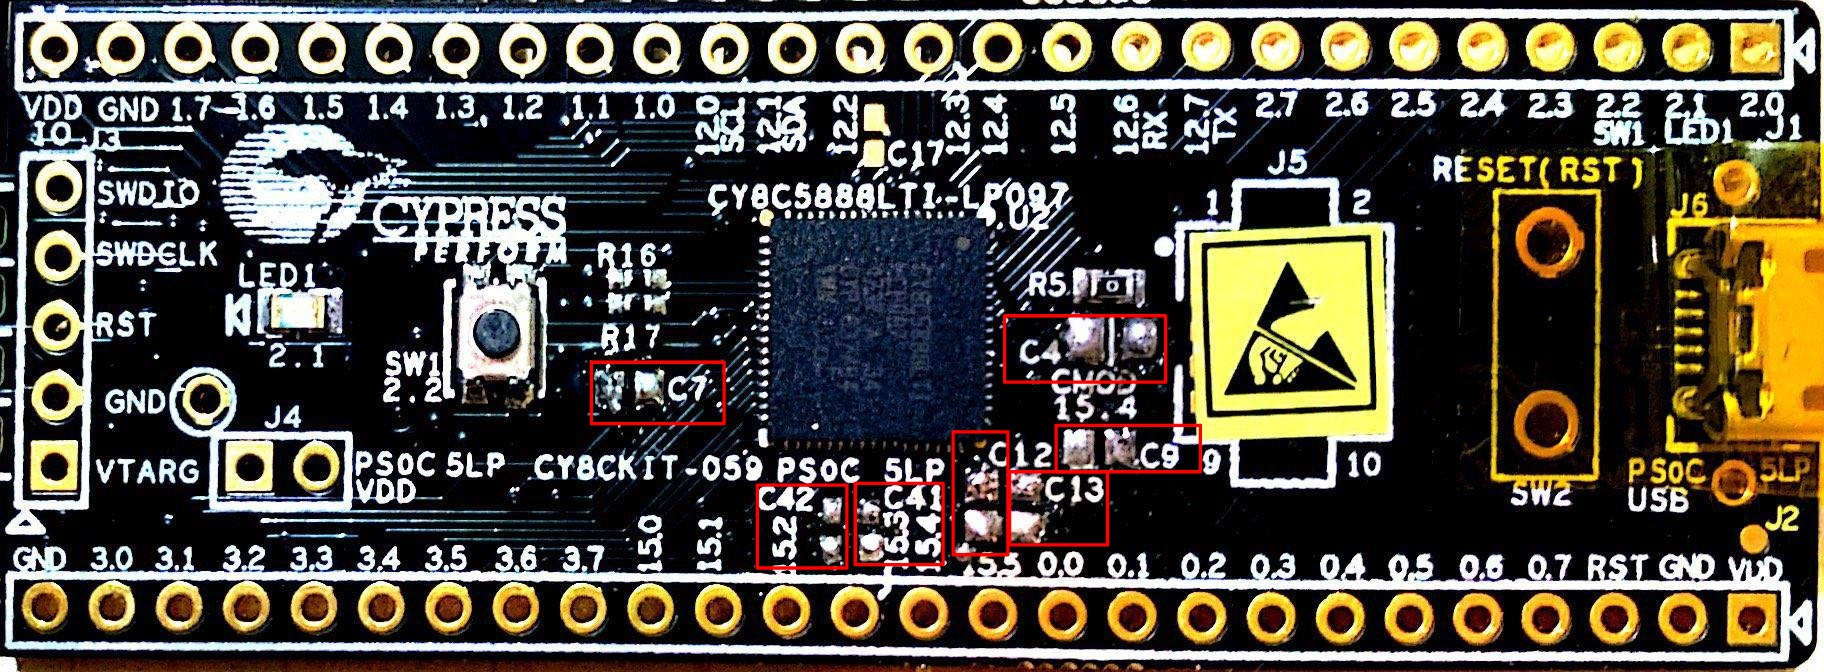 VDD GND 1.7 1.6 1.5 1.4 1.3 1.2 1.1 1.0 12.0 12.1 12.2 12.3 12.4 12.5 12.6 12.7 2.7 2.6 2.5 2.4 2.3 2.2 2.1 2.0
IO J3 SCL SDA RX TX SW1 LED1 J1
C17
SWDIO
CYPRESS
PERFORM
CY8C5888LTI-LP097
U2
J5
1 2
RESET(RST)
J6
SWDCLK
LED1
R16
R5
RST
2.1
SW1
2.2
R17
C7
C4
CMOD
15.4
GND
J4
VTARG
PSoC 5LP
VDD
CY8CKIT-059 PSoC 5LP
C12
C9
9 10
C42
C41
C13
SW2
PSoC 5LP
USB
J2
GND 3.0 3.1 3.2 3.3 3.4 3.5 3.6 3.7 15.0 15.1 15.2 15.3 15.4 15.5 0.0 0.1 0.2 0.3 0.4 0.5 0.6 0.7 RST GND VDD